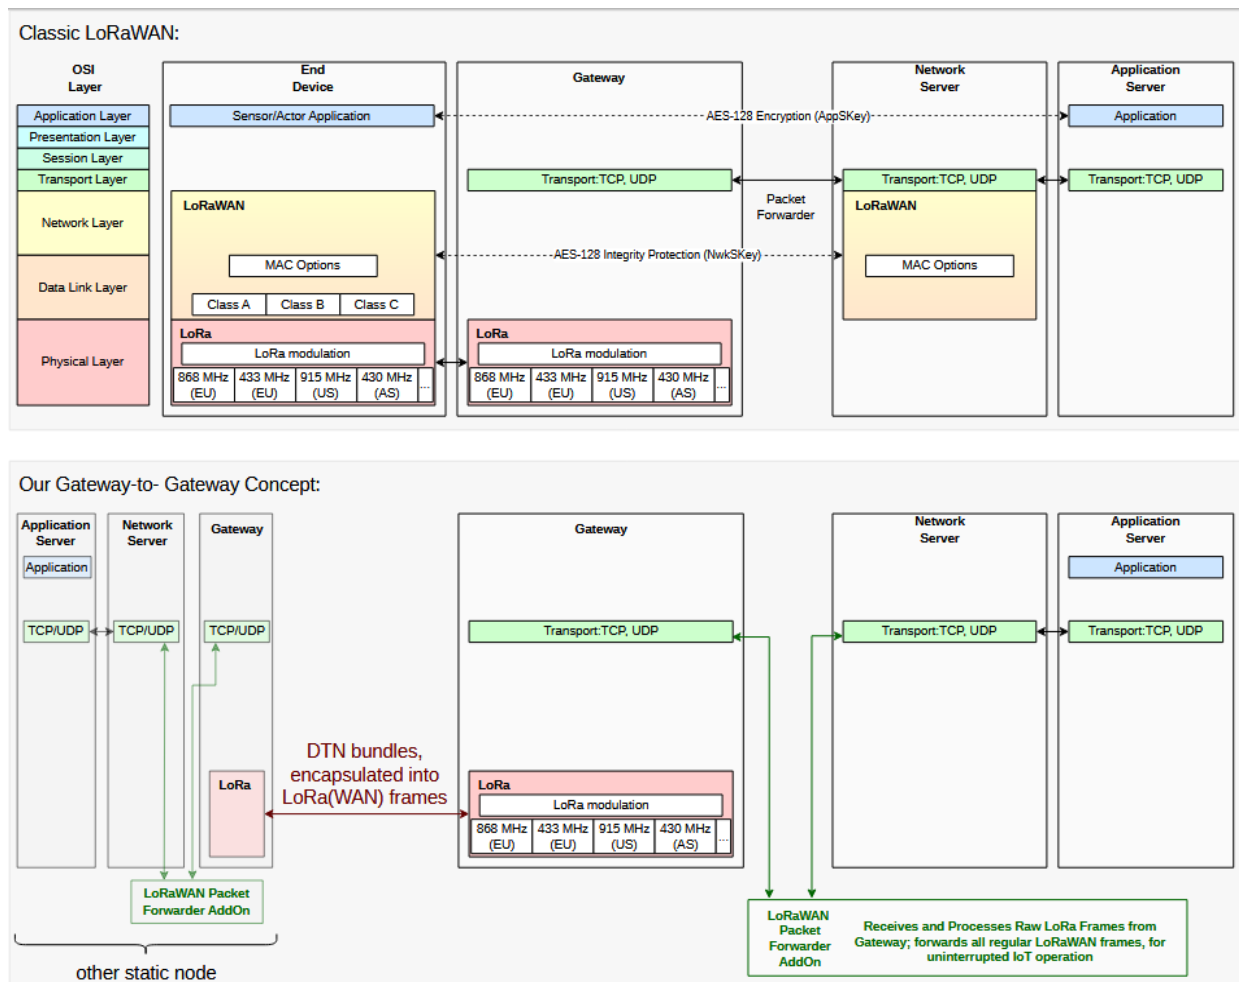 Classic LoRaWAN:
OSI
Layer
End
Device
Gateway
Network
Server
Application
Server
Application Layer
Sensor/Actor Application
AES-128 Encryption (AppSKey)
Application
Presentation Layer
Session Layer
Transport Layer
Transport:TCP, UDP
Transport:TCP, UDP
Transport:TCP, UDP
Packet
Forwarder
Network Layer
LoRaWAN
LoRaWAN
AES-128 Integrity Protection (NwkSKey)
MAC Options
MAC Options
Data Link Layer
Class A
Class B
Class C
Physical Layer
LoRa
LoRa modulation
868 MHz
(EU)
433 MHz
(EU)
915 MHz
(US)
430 MHz
(AS)
...
LoRa
LoRa modulation
868 MHz
(EU)
433 MHz
(EU)
915 MHz
(US)
430 MHz
(AS)
...
Our Gateway-to- Gateway Concept:
Application
Server
Network
Server
Gateway
Gateway
Network
Server
Application
Server
Application
Application
TCP/UDP
TCP/UDP
TCP/UDP
Transport:TCP, UDP
Transport:TCP, UDP
Transport:TCP, UDP
DTN bundles,
encapsulated into
LoRa(WAN) frames
LoRa
LoRa
LoRa modulation
868 MHz
(EU)
433 MHz
(EU)
915 MHz
(US)
430 MHz
(AS)
...
LoRaWAN Packet
Forwarder AddOn
LoRaWAN
Packet
Forwarder
AddOn
Receives and Processes Raw LoRa Frames from
Gateway; forwards all regular LoRaWAN frames, for
uninterrupted IoT operation
other static node